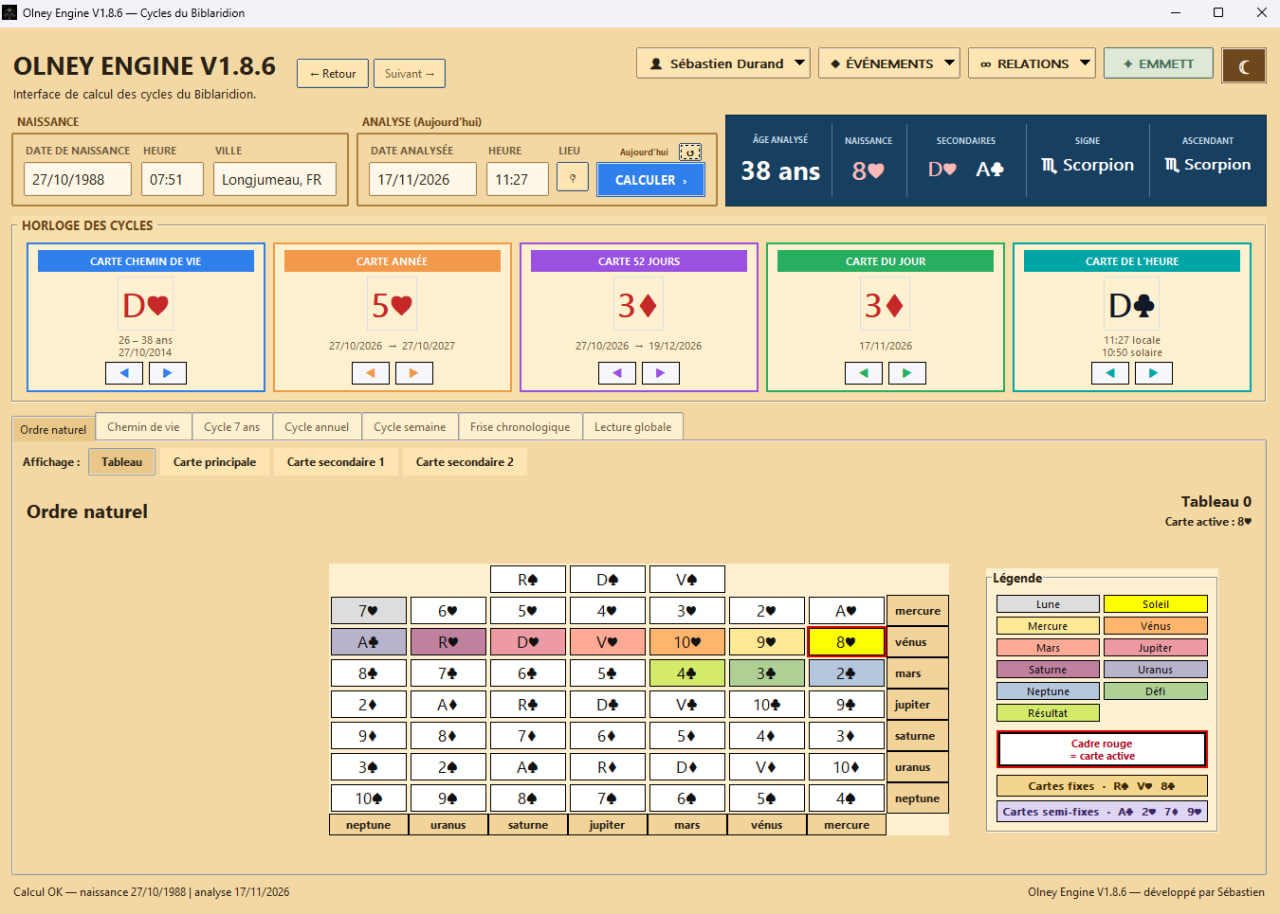 Olney Engine V1.8.6 — Cycles du Biblaridion
OLNEY ENGINE V1.8.6
← Retour
Suivant →
Sébastien Durand ▼
◆ ÉVÉNEMENTS ▼
∞ RELATIONS ▼
✦ EMMETT
Interface de calcul des cycles du Biblaridion.
NAISSANCE
DATE DE NAISSANCE HEURE VILLE
27/10/1988 07:51 Longjumeau, FR
ANALYSE (Aujourd'hui)
DATE ANALYSÉE HEURE LIEU Aujourd'hui
17/11/2026 11:27 CALCULER ›
ÂGE ANALYSÉ NAISSANCE SECONDAIRES SIGNE ASCENDANT
38 ans 8♥ D♥ A♣ ♏ Scorpion ♏ Scorpion
HORLOGE DES CYCLES
CARTE CHEMIN DE VIE
D♥
26 – 38 ans
27/10/2014
◀ ▶
CARTE ANNÉE
5♥
27/10/2026 → 27/10/2027
◀ ▶
CARTE 52 JOURS
3♦
27/10/2026 → 19/12/2026
◀ ▶
CARTE DU JOUR
3♦
17/11/2026
◀ ▶
CARTE DE L'HEURE
D♣
11:27 locale
10:50 solaire
◀ ▶
Ordre naturel Chemin de vie Cycle 7 ans Cycle annuel Cycle semaine Frise chronologique Lecture globale
Affichage : Tableau Carte principale Carte secondaire 1 Carte secondaire 2
Ordre naturel
Tableau 0
Carte active : 8♥
R♠ D♠ V♠
7♥ 6♥ 5♥ 4♥ 3♥ 2♥ A♥ mercure
A♣ R♥ D♥ V♥ 10♥ 9♥ 8♥ vénus
8♣ 7♣ 6♣ 5♣ 4♣ 3♣ 2♣ mars
2♦ A♦ R♣ D♣ V♣ 10♣ 9♣ jupiter
9♦ 8♦ 7♦ 6♦ 5♦ 4♦ 3♦ saturne
3♠ 2♠ A♠ R♦ D♦ V♦ 10♦ uranus
10♠ 9♠ 8♠ 7♠ 6♠ 5♠ 4♠ neptune
neptune uranus saturne jupiter mars vénus mercure
Légende
Lune Soleil
Mercure Vénus
Mars Jupiter
Saturne Uranus
Neptune Défi
Résultat
Cadre rouge
= carte active
Cartes fixes · R♠ V♥ 8♣
Cartes semi-fixes · A♣ 2♥ 7♦ 9♥
Calcul OK — naissance 27/10/1988 | analyse 17/11/2026
Olney Engine V1.8.6 — développé par Sébastien